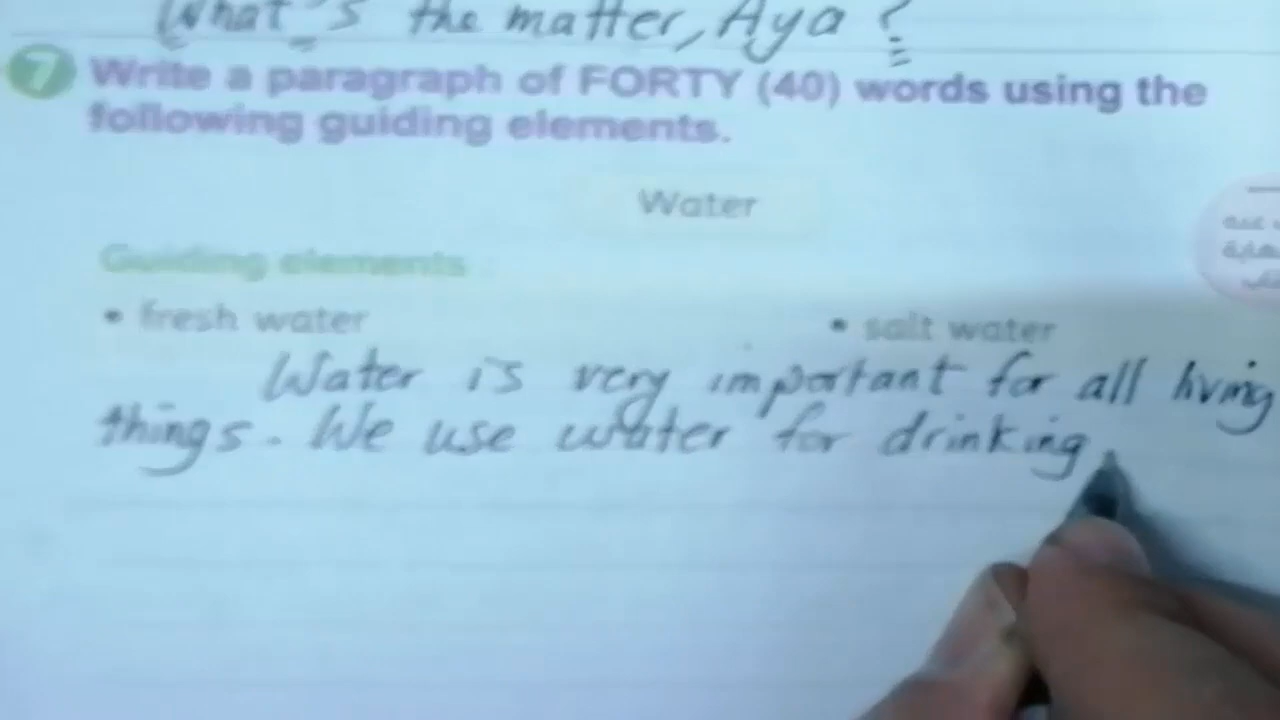 What's the matter, Aya ?
7 Write a paragraph of FORTY (40) words using the
following guiding elements.
Water
Guiding elements
• fresh water • salt water
Water is very important for all living
things. We use water for drinking,